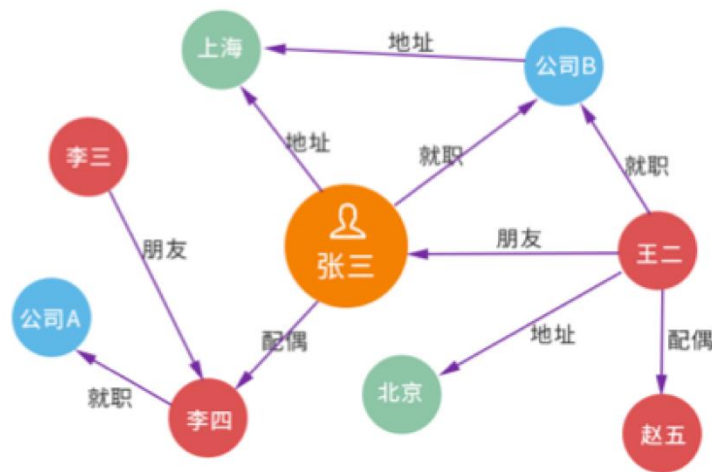 上海
地址
公司B
李三
地址
就职
就职
朋友
张三
朋友
王二
公司A
配偶
地址
配偶
就职
李四
北京
赵五